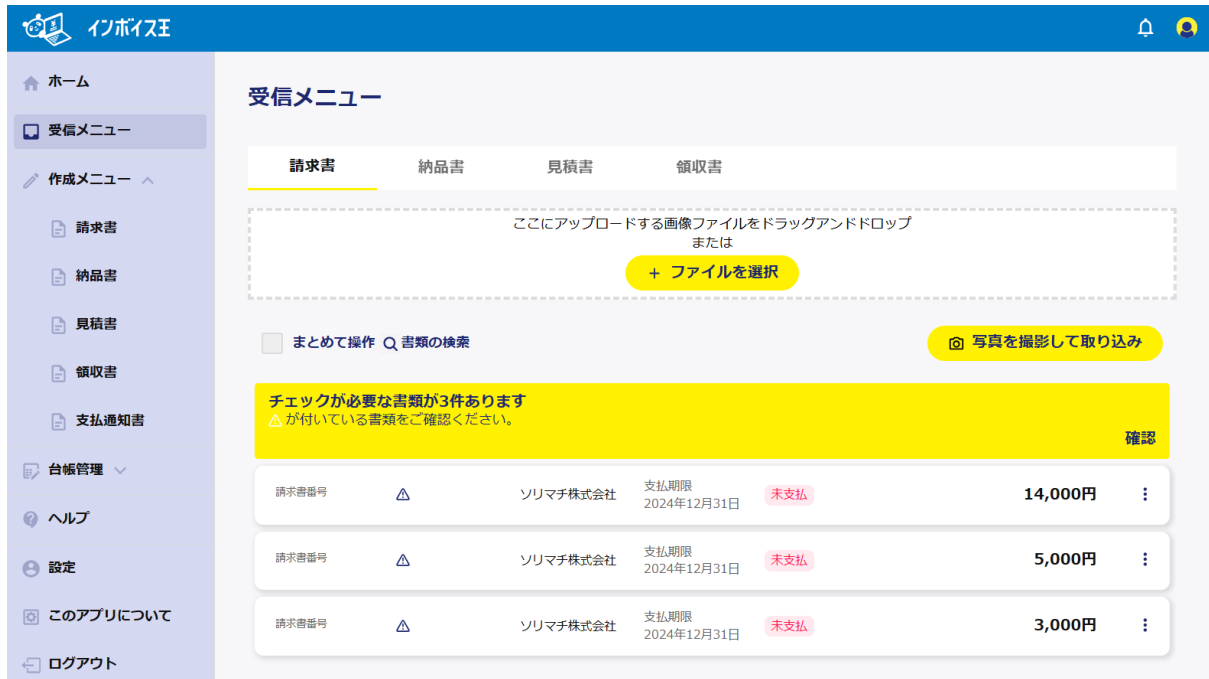 インボイス王
ホーム
受信メニュー
作成メニュー
請求書
納品書
見積書
領収書
支払通知書
台帳管理
ヘルプ
設定
このアプリについて
ログアウト
受信メニュー
請求書 納品書 見積書 領収書
ここにアップロードする画像ファイルをドラッグアンドドロップ
または
+ ファイルを選択
まとめて操作 書類の検索
写真を撮影して取り込み
チェックが必要な書類が3件あります
が付いている書類をご確認ください。
確認
請求書番号 ソリマチ株式会社 支払期限 未支払 14,000円
2024年12月31日
請求書番号 ソリマチ株式会社 支払期限 未支払 5,000円
2024年12月31日
請求書番号 ソリマチ株式会社 支払期限 未支払 3,000円
2024年12月31日